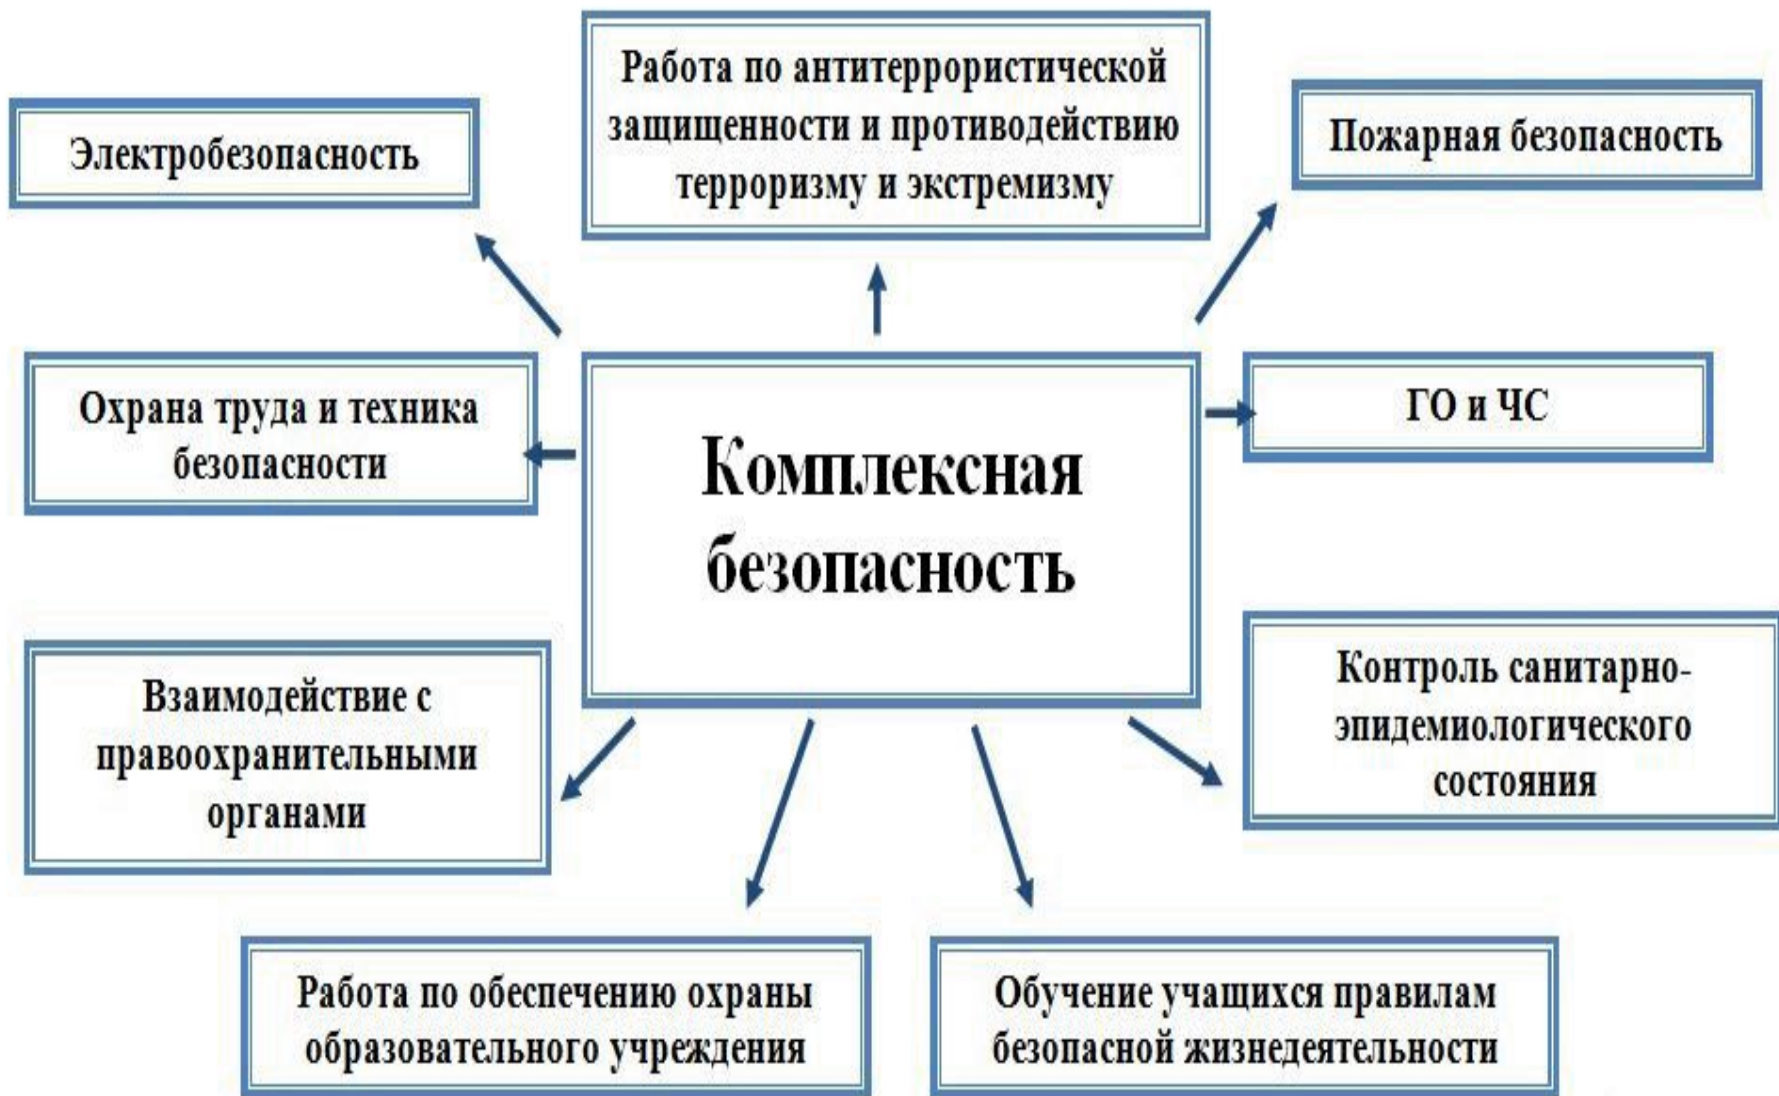 Работа по антитеррористической
защищенности и противодействию
терроризму и экстремизму
Электробезопасность
Пожарная безопасность
Охрана труда и техника
безопасности
Комплексная
безопасность
ГО и ЧС
Взаимодействие с
правоохранительными
органами
Контроль санитарно-
эпидемиологического
состояния
Работа по обеспечению охраны
образовательного учреждения
Обучение учащихся правилам
безопасной жизнедеятельности